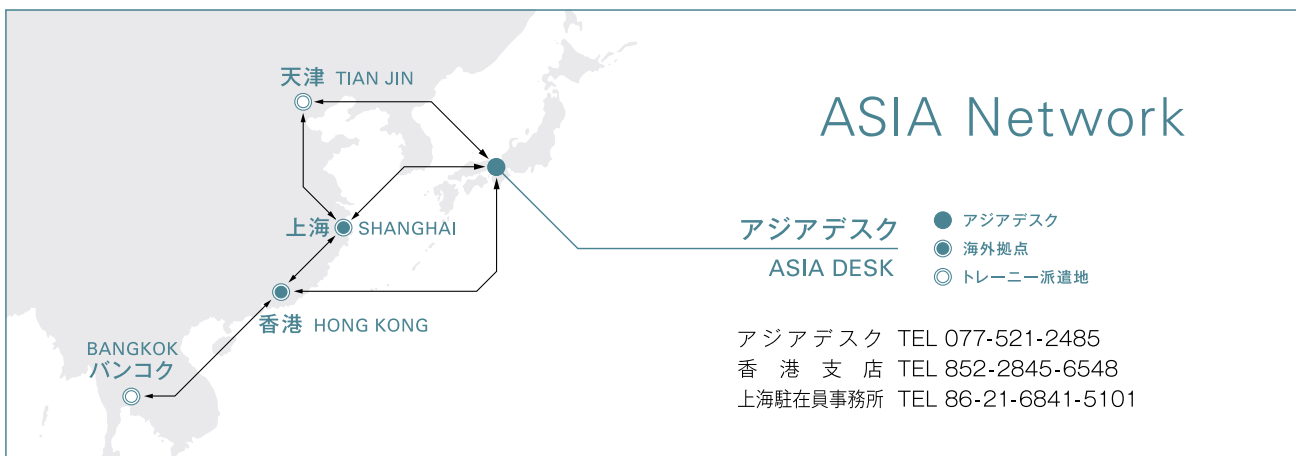 天津 TIAN JIN
ASIA Network
上海 SHANGHAI
アジアデスク
ASIA DESK
アジアデスク
海外拠点
トレーニー派遣地
香港 HONG KONG
BANGKOK
バンコク
アジアデスク TEL 077-521-2485
香港支店 TEL 852-2845-6548
上海駐在員事務所 TEL 86-21-6841-5101